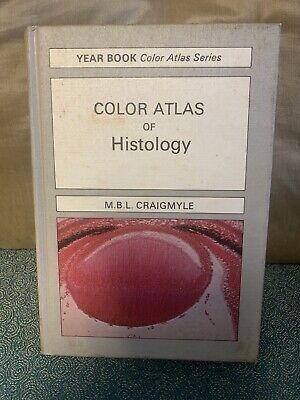 YEAR BOOK Color Atlas Series
COLOR ATLAS
OF
Histology
M.B.L. CRAIGMYLE